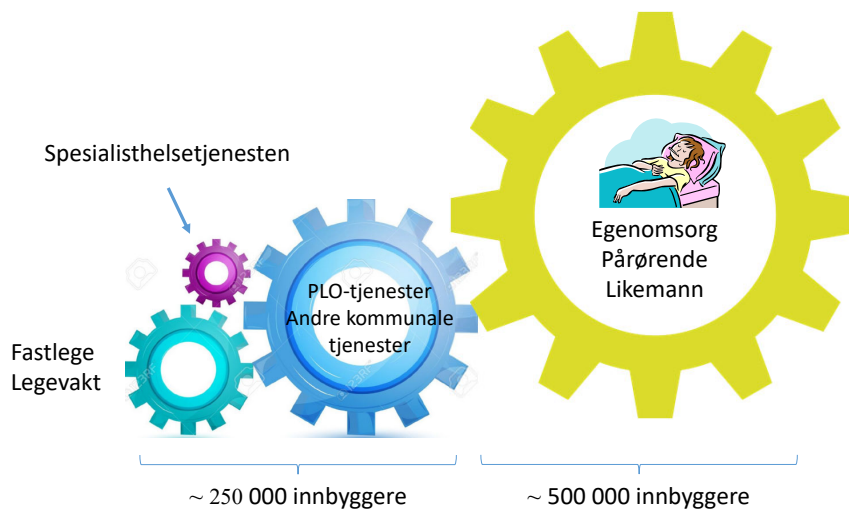 Spesialisthelsetjenesten
Egenomsorg
Pårørende
Likemann
PLO-tjenester
Andre kommunale
tjenester
Fastlege
Legevakt
~ 250 000 innbyggere
~ 500 000 innbyggere